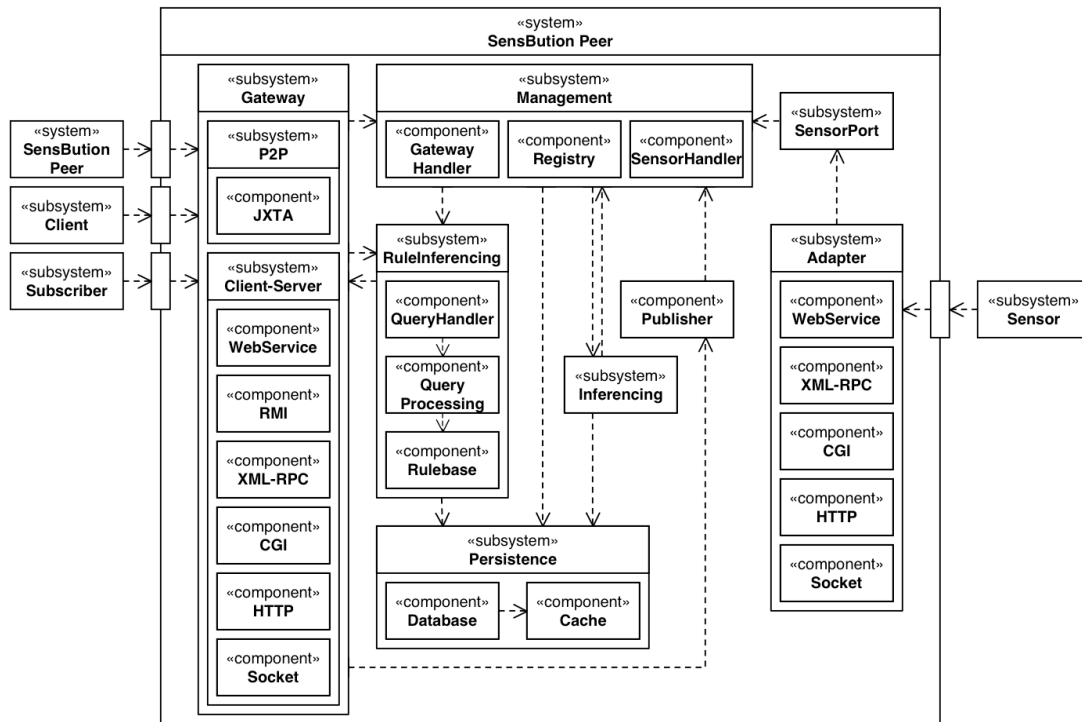 «system»
SensBution Peer
«subsystem»
Gateway
«subsystem»
P2P
«component»
JXTA
«subsystem»
Client-Server
«component»
WebService
«component»
RMI
«component»
XML-RPC
«component»
CGI
«component»
HTTP
«component»
Socket
«system»
SensBution
Peer
«subsystem»
Client
«subsystem»
Subscriber
«subsystem»
Management
«component»
Gateway
Handler
«component»
Registry
«component»
SensorHandler
«subsystem»
RuleInferencing
«component»
QueryHandler
«component»
Query
Processing
«component»
Rulebase
«component»
Publisher
«subsystem»
Inferencing
«subsystem»
Persistence
«component»
Database
«component»
Cache
«subsystem»
SensorPort
«subsystem»
Adapter
«component»
WebService
«component»
XML-RPC
«component»
CGI
«component»
HTTP
«component»
Socket
«subsystem»
Sensor